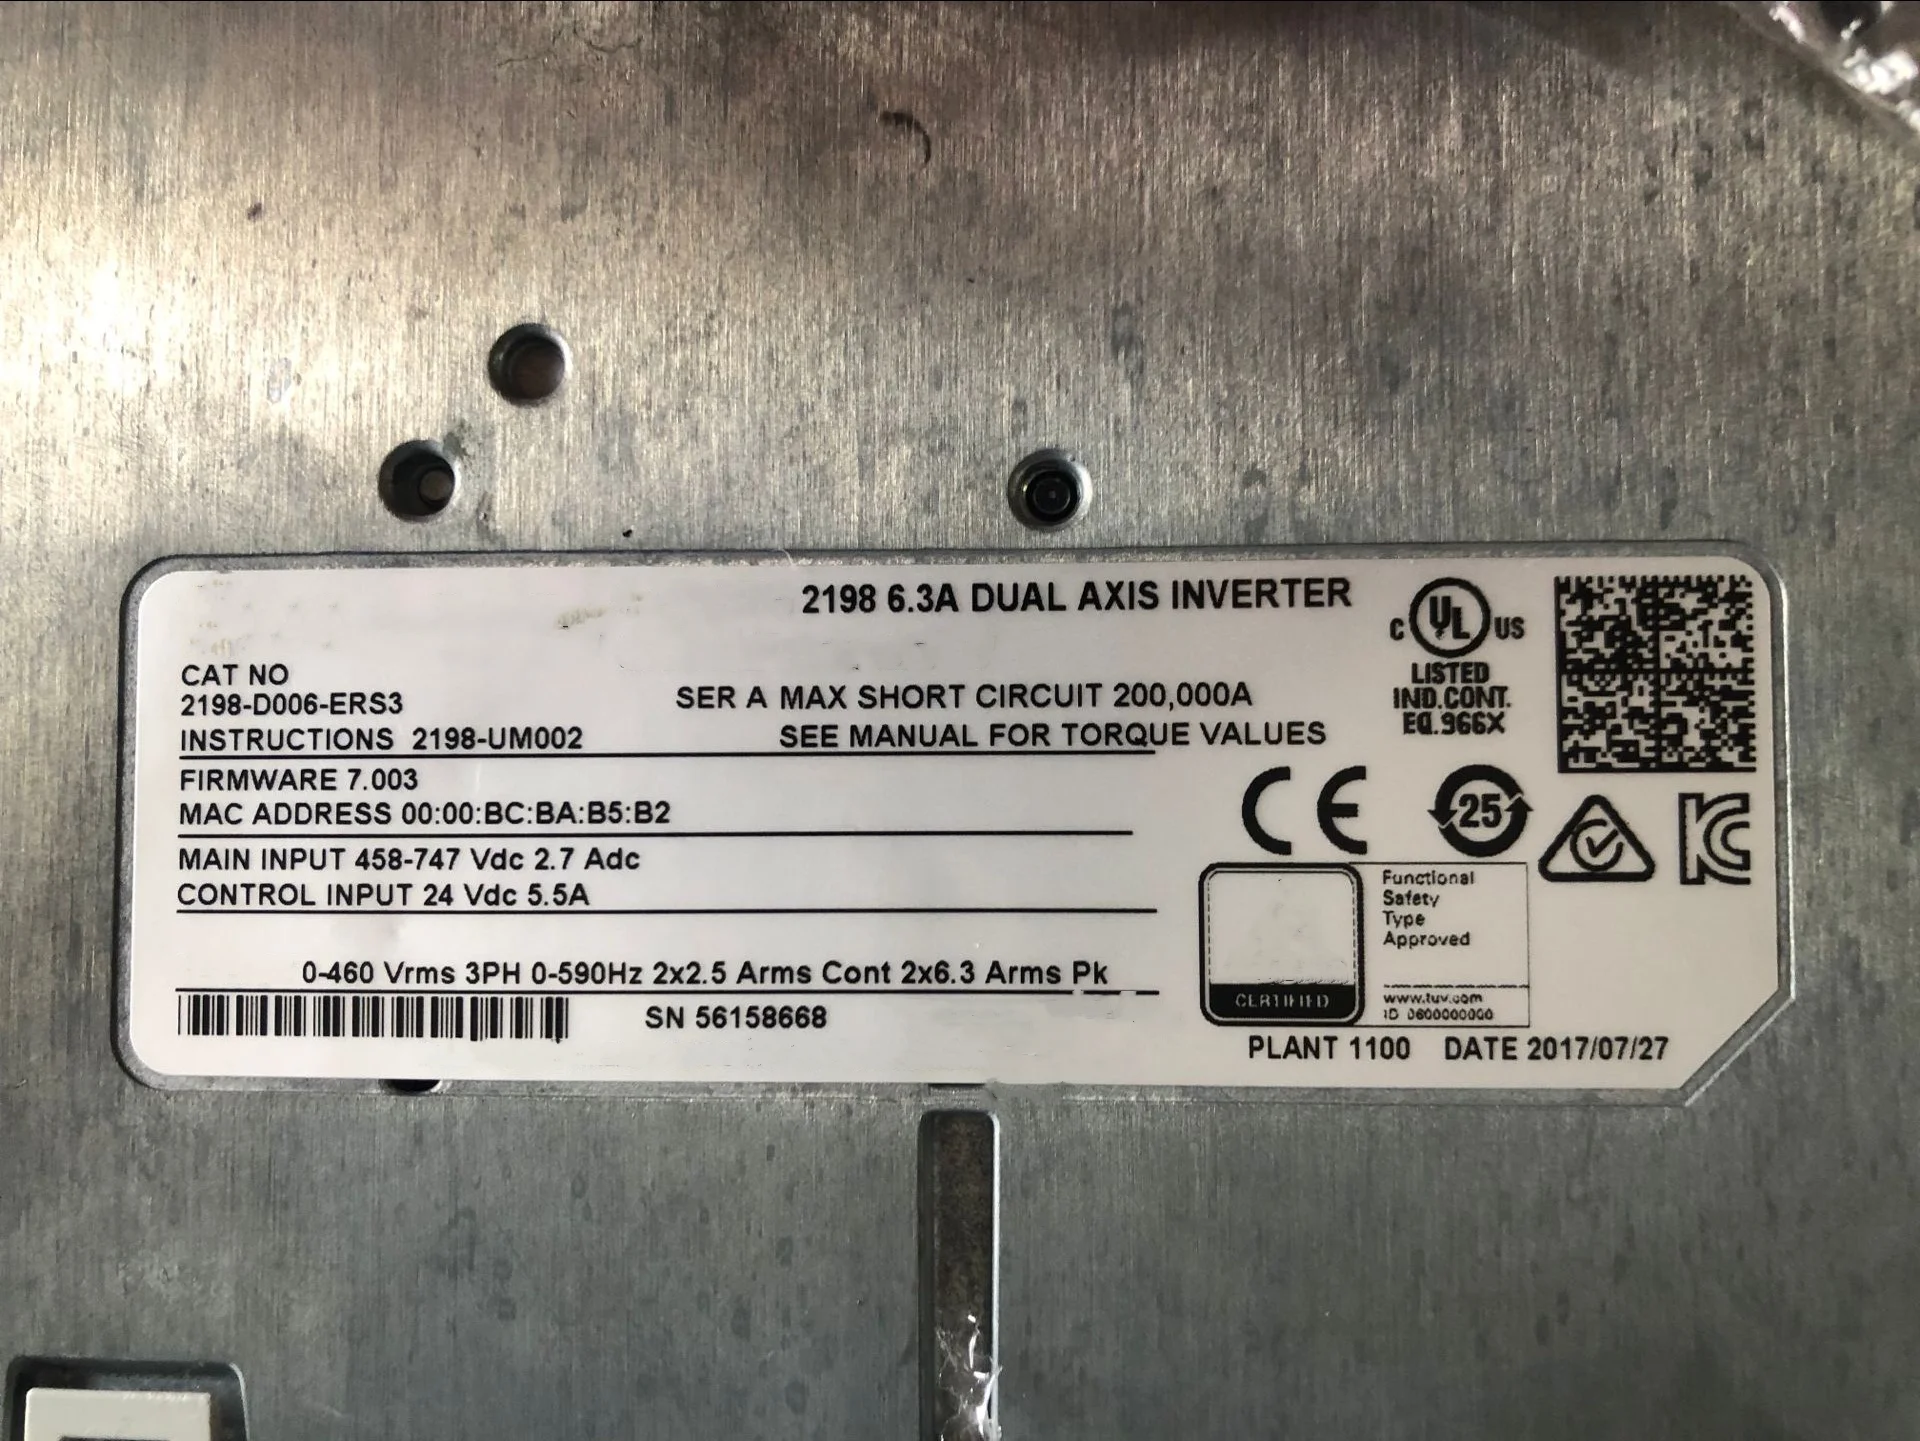 2198 6.3A DUAL AXIS INVERTER
C UL US
LISTED
IND.CONT.
EQ.966X
CAT NO
2198-D006-ERS3
SER A MAX SHORT CIRCUIT 200,000A
INSTRUCTIONS 2198-UM002
SEE MANUAL FOR TORQUE VALUES
FIRMWARE 7.003
MAC ADDRESS 00:00:BC:BA:B5:B2
CE
25
KC
MAIN INPUT 458-747 Vdc 2.7 Adc
CONTROL INPUT 24 Vdc 5.5A
Functional
Safety
Type
Approved
0-460 Vrms 3PH 0-590Hz 2x2.5 Arms Cont 2x6.3 Arms Pk
CERTIFIED
www.tuv.com
ID 0600000000
SN 56158668
PLANT 1100 DATE 2017/07/27